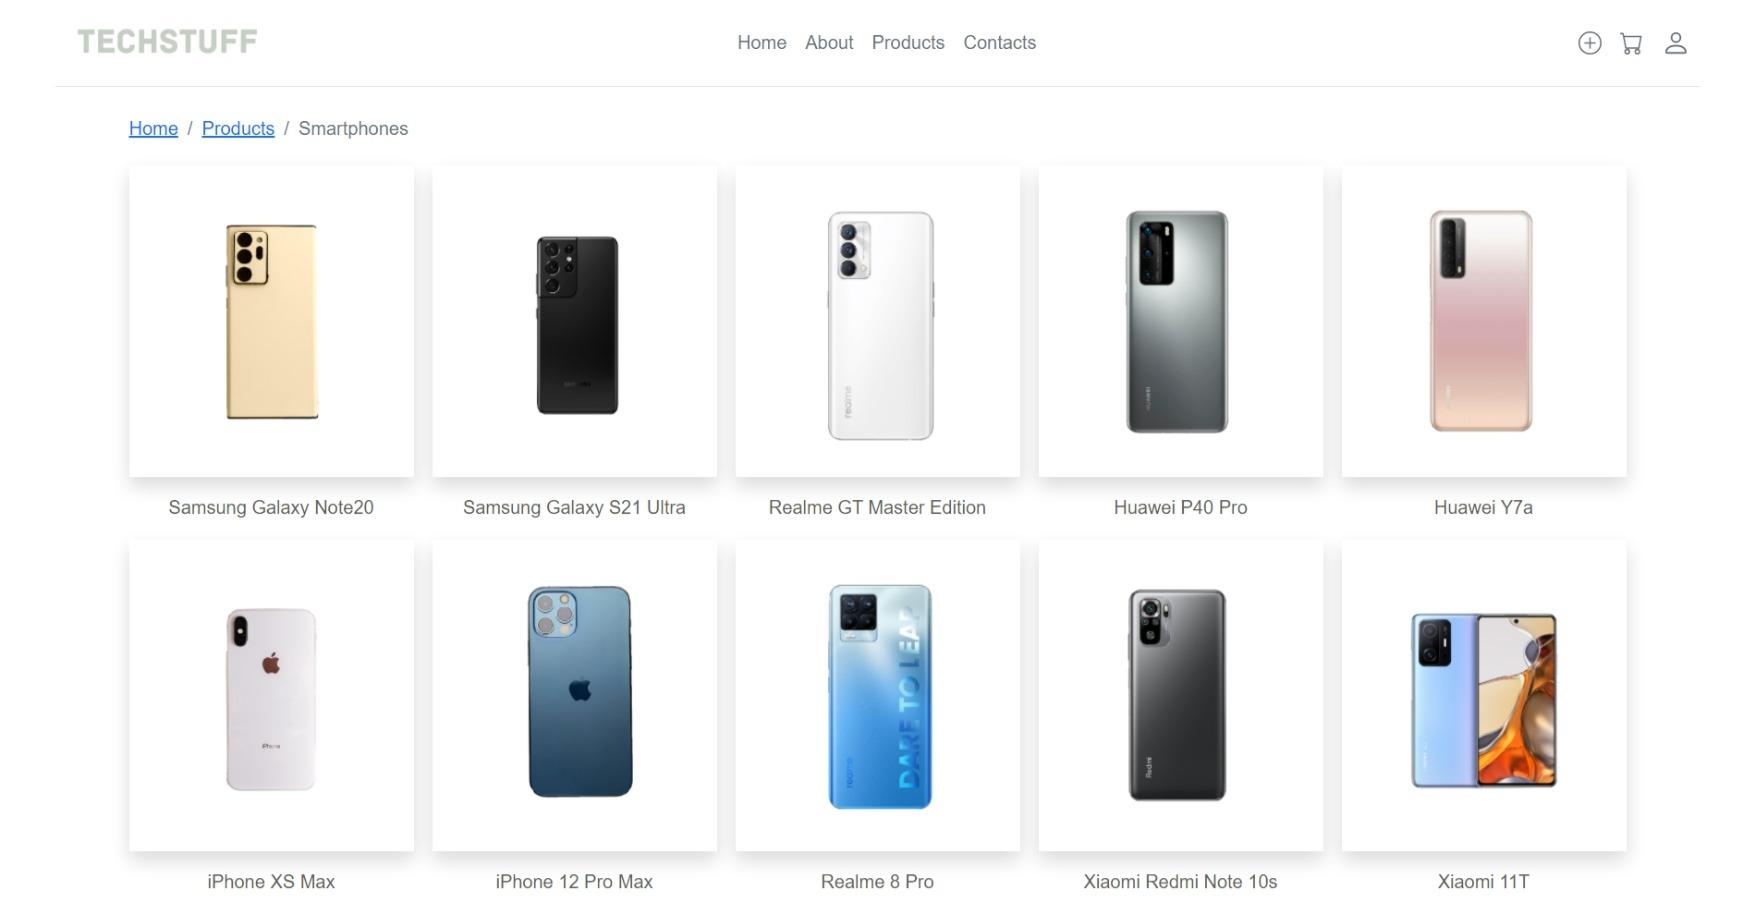 TECHSTUFF
Home About Products Contacts
Home / Products / Smartphones
realme
HUAWEI
Samsung Galaxy Note20 Samsung Galaxy S21 Ultra Realme GT Master Edition Huawei P40 Pro Huawei Y7a
iPhone
DARE TO LEAP
realme
Redmi
iPhone XS Max iPhone 12 Pro Max Realme 8 Pro Xiaomi Redmi Note 10s Xiaomi 11T